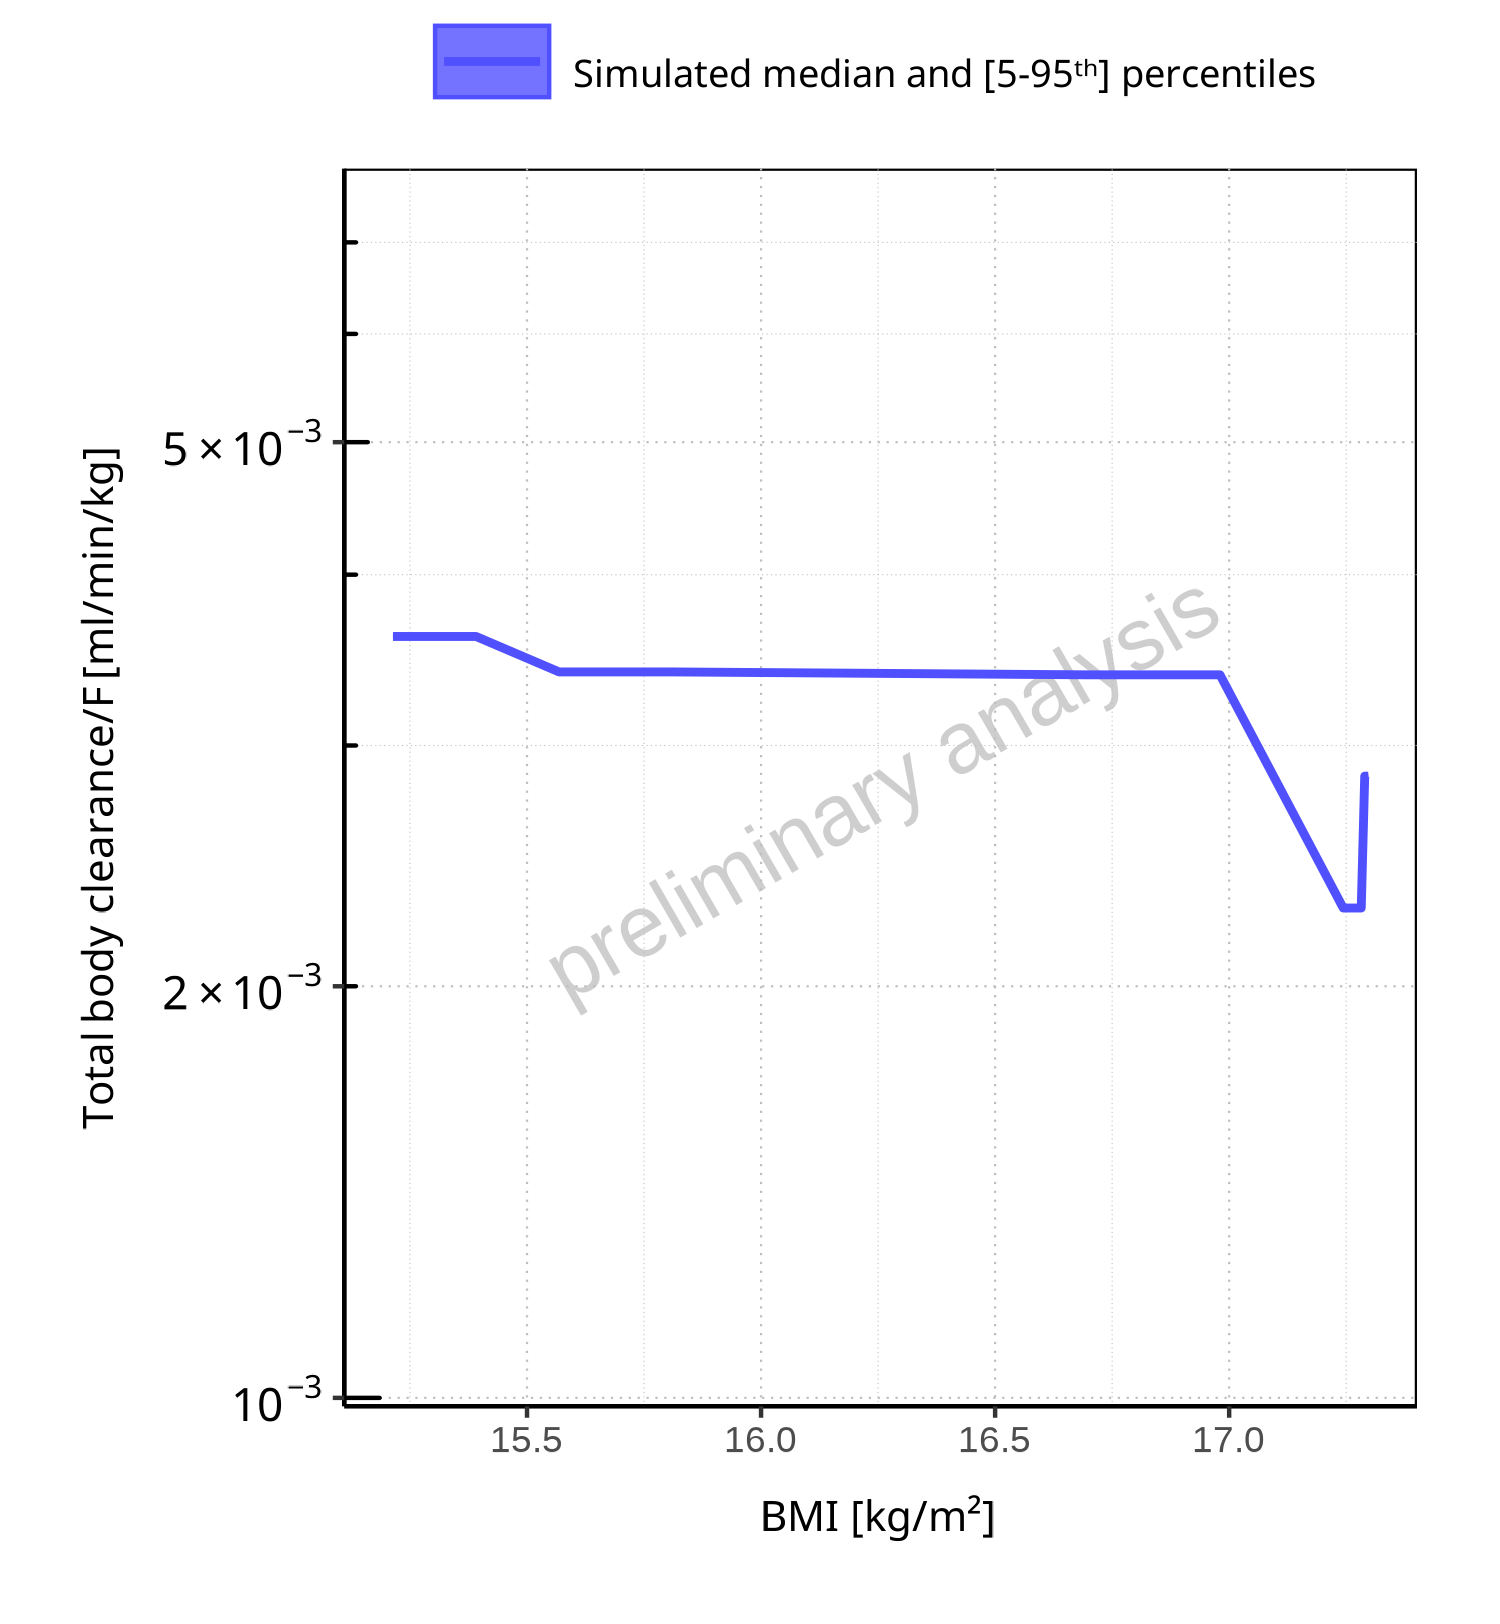 Simulated median and [5-95ᵗʰ] percentiles
Total body clearance/F [ml/min/kg]
5 × 10⁻³
2 × 10⁻³
10⁻³
preliminary analysis
15.5 16.0 16.5 17.0
BMI [kg/m²]